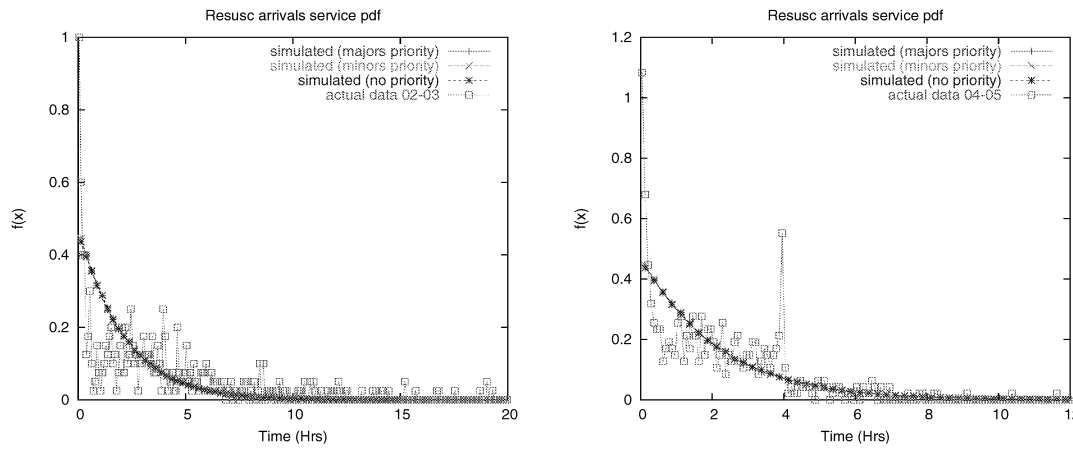 Resusc arrivals service pdf
simulated (majors priority)
simulated (minors priority)
simulated (no priority)
actual data 02-03
1
0.8
0.6
0.4
0.2
0
f(x)
0 5 10 15 20
Time (Hrs)
Resusc arrivals service pdf
simulated (majors priority)
simulated (minors priority)
simulated (no priority)
actual data 04-05
1.2
1
0.8
0.6
0.4
0.2
0
f(x)
0 2 4 6 8 10
Time (Hrs)